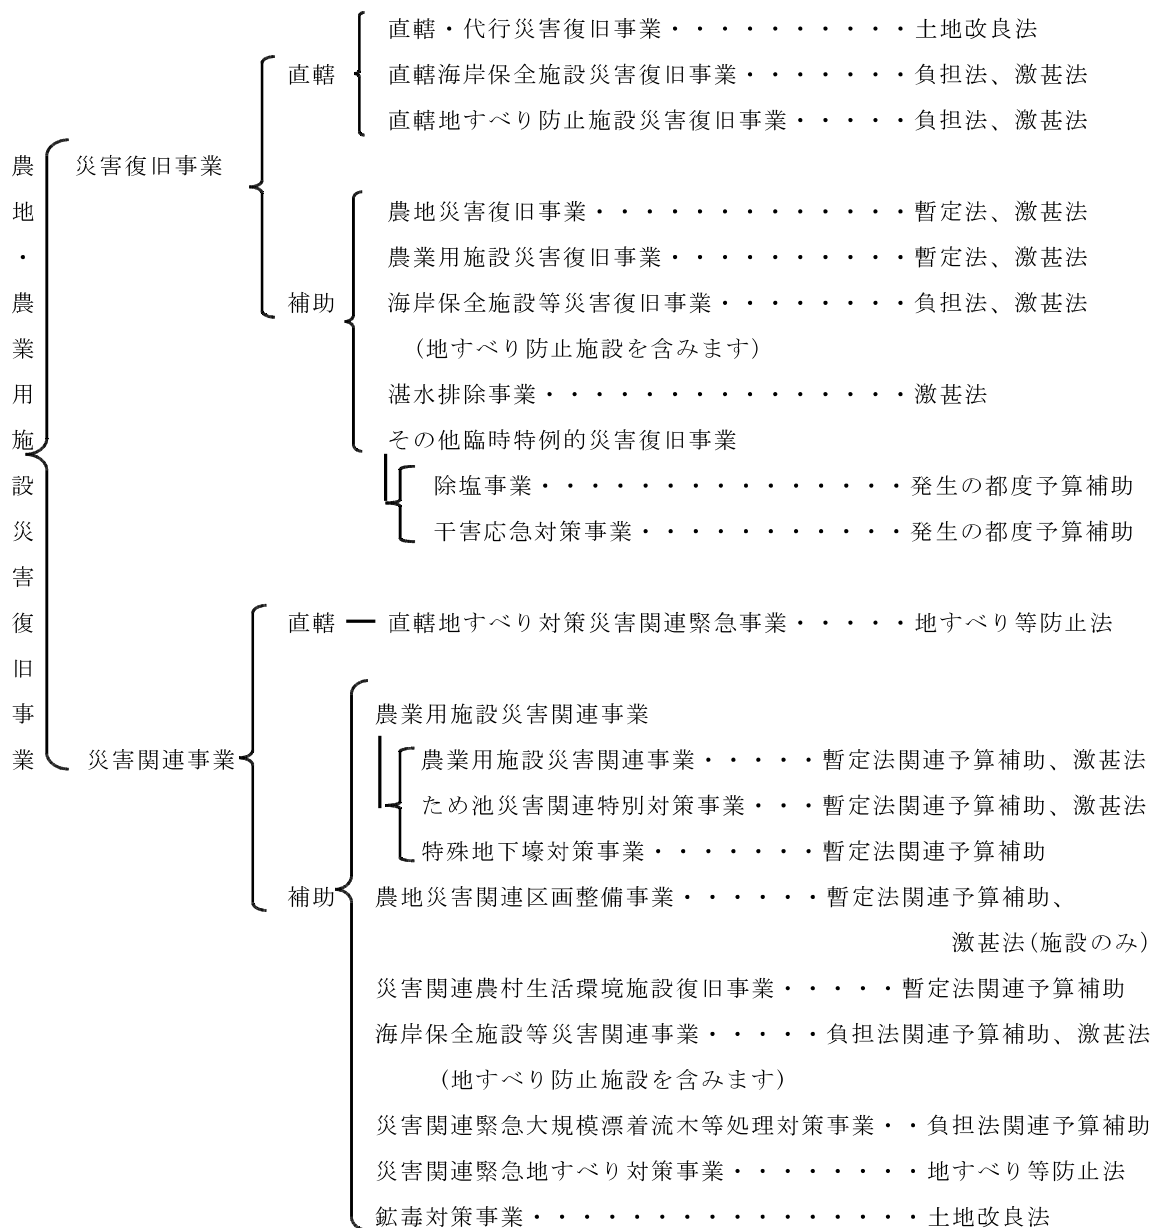 農地・農業用施設災害復旧事業
災害復旧事業
直轄
直轄・代行災害復旧事業・・・・・・・・・・土地改良法
直轄海岸保全施設災害復旧事業・・・・・・・負担法、激甚法
直轄地すべり防止施設災害復旧事業・・・・・負担法、激甚法
補助
農地災害復旧事業・・・・・・・・・・・・・暫定法、激甚法
農業用施設災害復旧事業・・・・・・・・・・暫定法、激甚法
海岸保全施設等災害復旧事業・・・・・・・・負担法、激甚法
(地すべり防止施設を含みます)
湛水排除事業・・・・・・・・・・・・・・・激甚法
その他臨時特例的災害復旧事業
除塩事業・・・・・・・・・・・・・・・発生の都度予算補助
干害応急対策事業・・・・・・・・・・・発生の都度予算補助
災害関連事業
直轄
直轄地すべり対策災害関連緊急事業・・・・・地すべり等防止法
補助
農業用施設災害関連事業
農業用施設災害関連事業・・・・・暫定法関連予算補助、激甚法
ため池災害関連特別対策事業・・・暫定法関連予算補助、激甚法
特殊地下壕対策事業・・・・・・・暫定法関連予算補助
農地災害関連区画整備事業・・・・・・暫定法関連予算補助、
激甚法(施設のみ)
災害関連農村生活環境施設復旧事業・・・・・暫定法関連予算補助
海岸保全施設等災害関連事業・・・・・負担法関連予算補助、激甚法
(地すべり防止施設を含みます)
災害関連緊急大規模漂着流木等処理対策事業・・負担法関連予算補助
災害関連緊急地すべり対策事業・・・・・・・・地すべり等防止法
鉱毒対策事業・・・・・・・・・・・・・・・・土地改良法